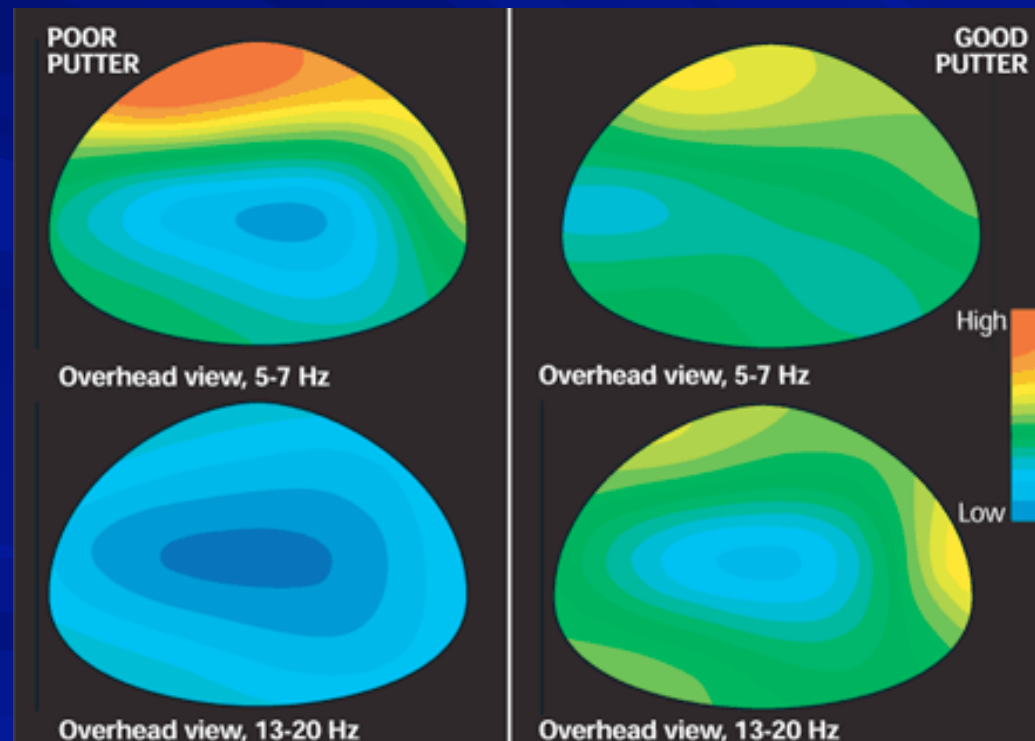 POOR
PUTTER
GOOD
PUTTER
High
Overhead view, 5-7 Hz
Overhead view, 5-7 Hz
Low
Overhead view, 13-20 Hz
Overhead view, 13-20 Hz